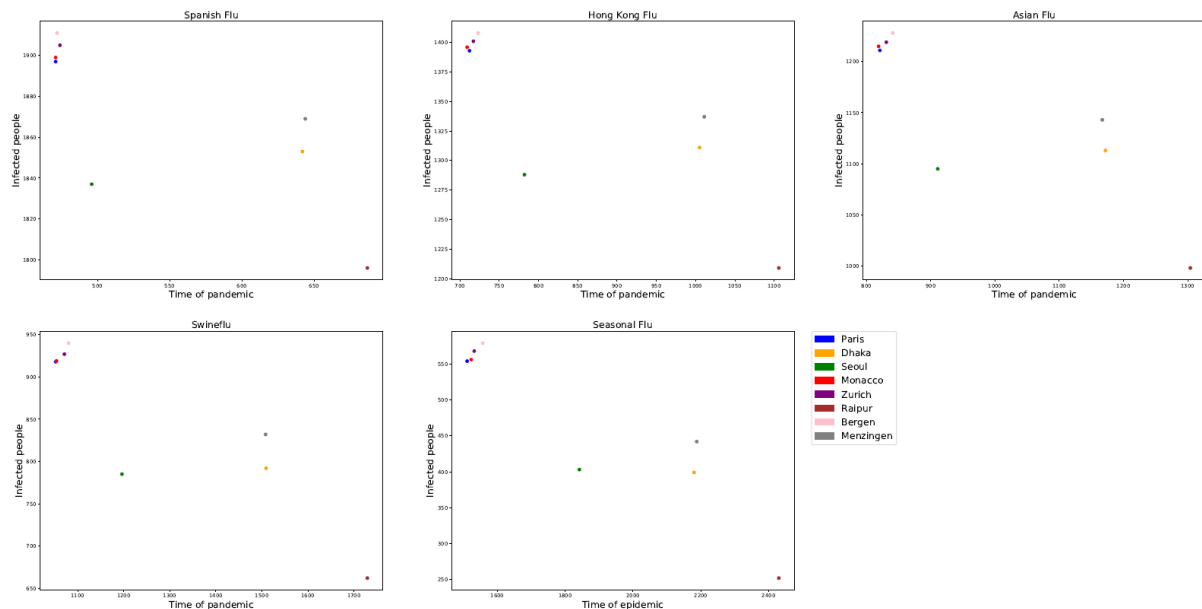 Spanish Flu
Infected people
1900
1880
1860
1840
1820
1800
500
550
600
650
Time of pandemic
Hong Kong Flu
Infected people
1400
1375
1350
1325
1300
1275
1250
1225
1200
700
750
800
850
900
950
1000
1050
1100
Time of pandemic
Asian Flu
Infected people
1200
1150
1100
1050
1000
800
900
1000
1100
1200
1300
Time of pandemic
Swineflu
Infected people
950
900
850
800
750
700
650
1100
1200
1300
1400
1500
1600
1700
Time of pandemic
Seasonal Flu
Infected people
550
500
450
400
350
300
250
1600
1800
2000
2200
2400
Time of epidemic
Paris
Dhaka
Seoul
Monacco
Zurich
Raipur
Bergen
Menzingen